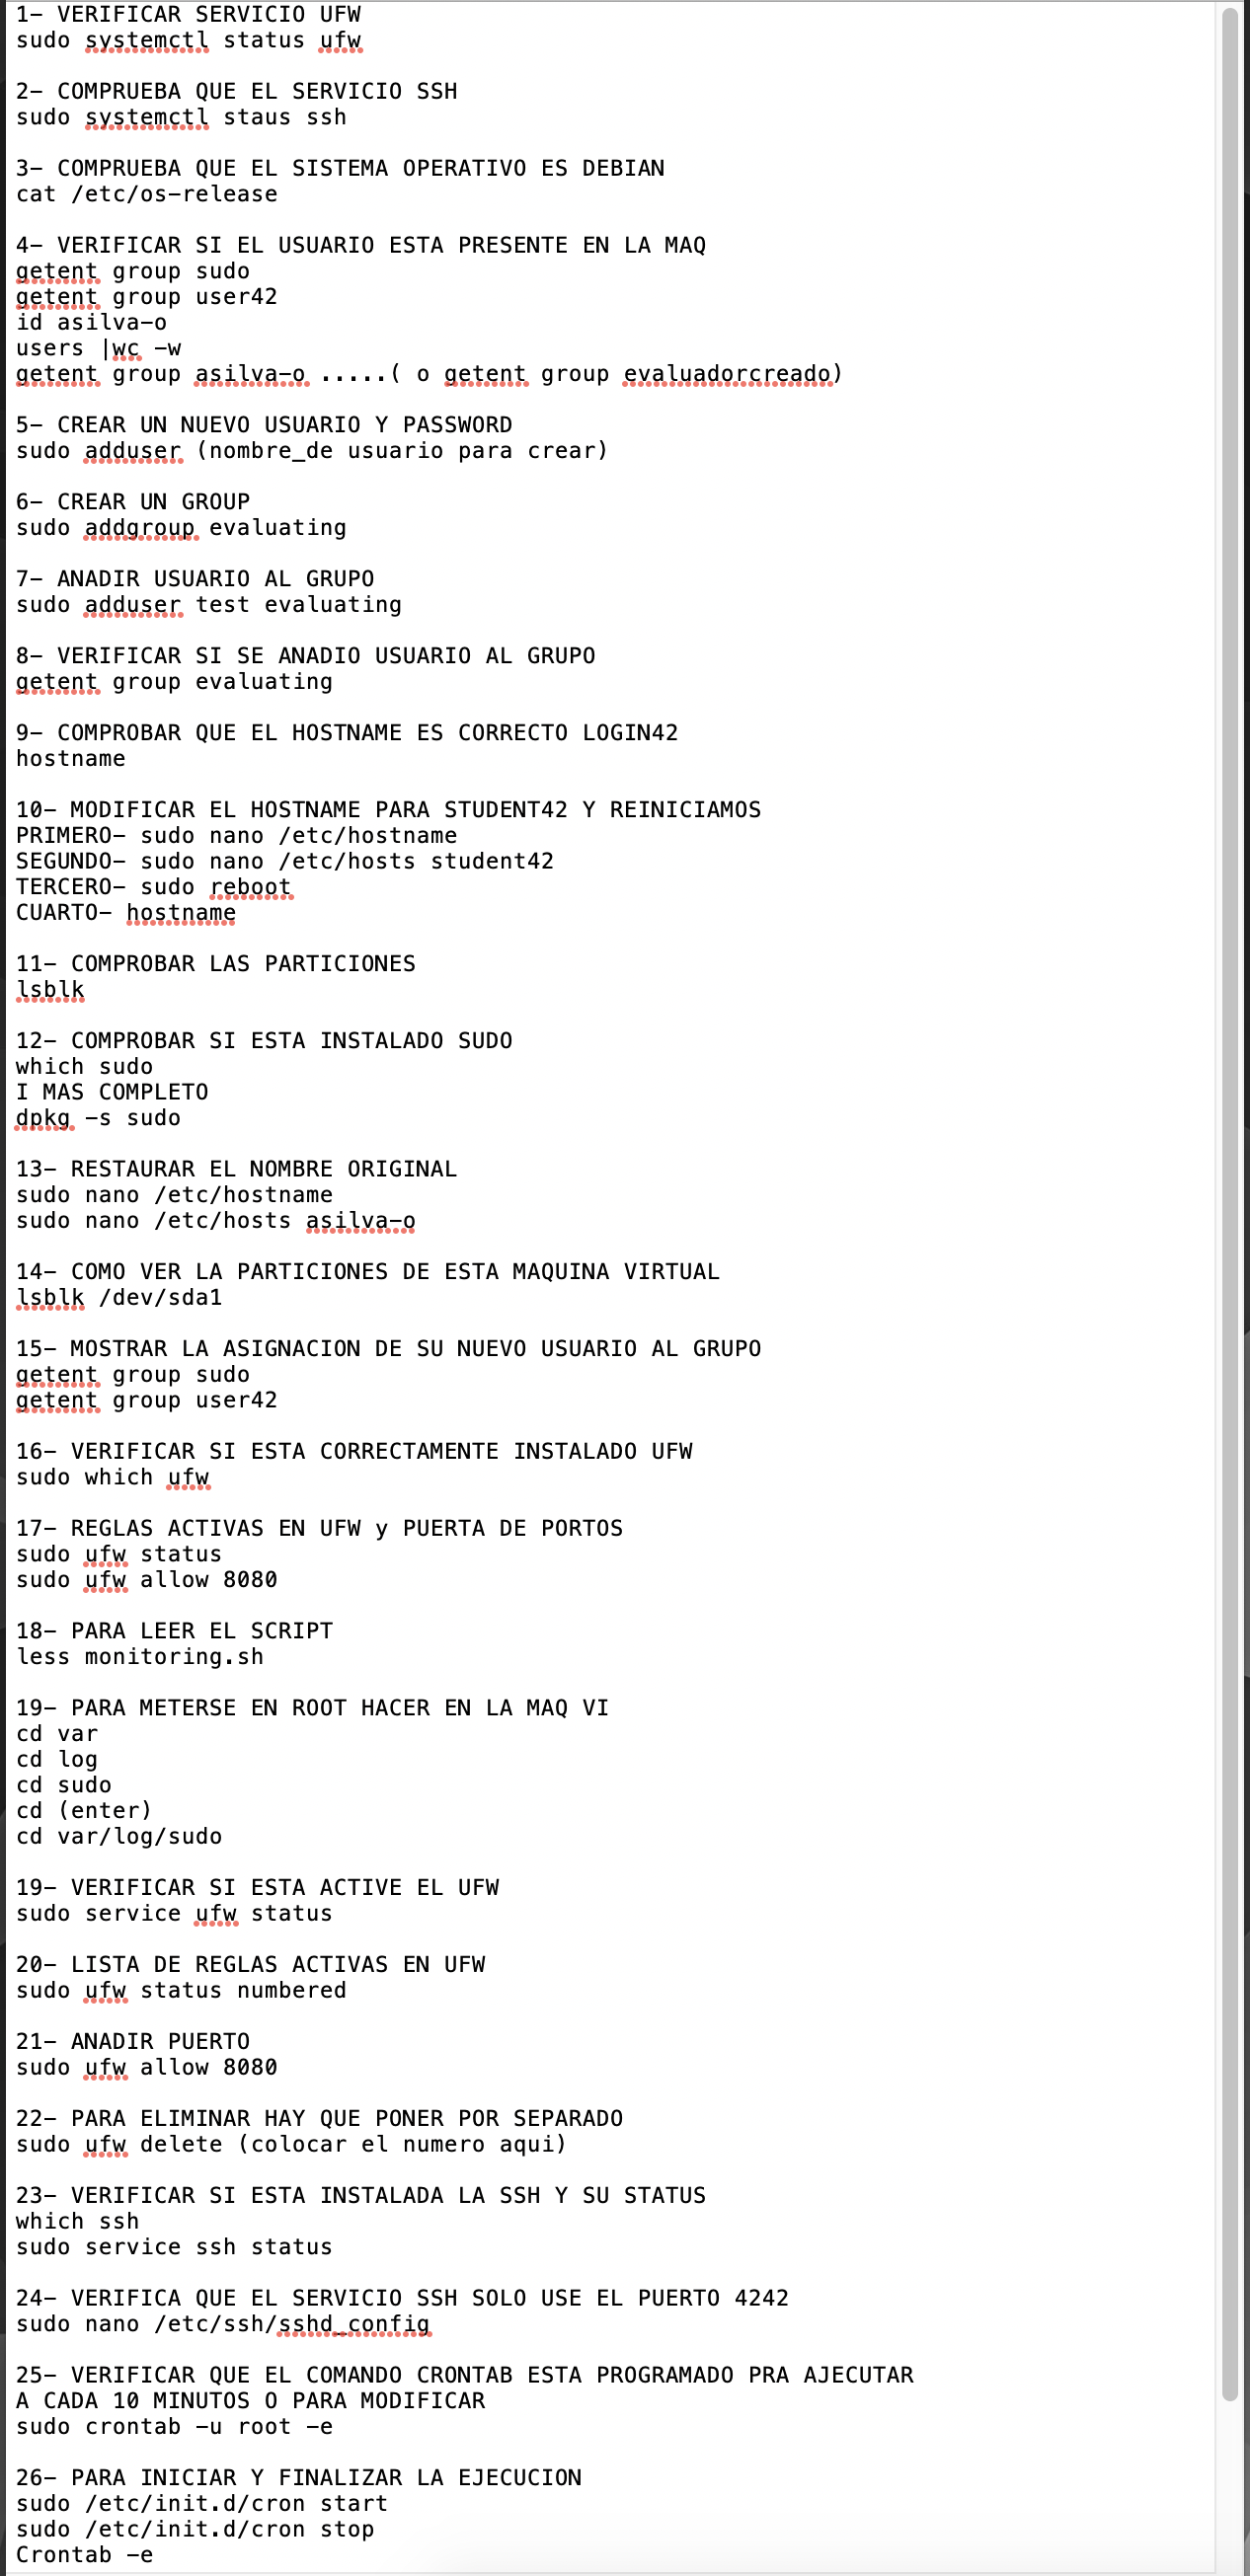 1- VERIFICAR SERVICIO UFW
sudo systemctl status ufw
2- COMPRUEBA QUE EL SERVICIO SSH
sudo systemctl staus ssh
3- COMPRUEBA QUE EL SISTEMA OPERATIVO ES DEBIAN
cat /etc/os-release
4- VERIFICAR SI EL USUARIO ESTA PRESENTE EN LA MAQ
getent group sudo
getent group user42
id asilva-o
users |wc -w
getent group asilva-o .....( o getent group evaluadorcreado)
5- CREAR UN NUEVO USUARIO Y PASSWORD
sudo adduser (nombre_de usuario para crear)
6- CREAR UN GROUP
sudo addgroup evaluating
7- ANADIR USUARIO AL GRUPO
sudo adduser test evaluating
8- VERIFICAR SI SE ANADIO USUARIO AL GRUPO
getent group evaluating
9- COMPROBAR QUE EL HOSTNAME ES CORRECTO LOGIN42
hostname
10- MODIFICAR EL HOSTNAME PARA STUDENT42 Y REINICIAMOS
PRIMERO- sudo nano /etc/hostname
SEGUNDO- sudo nano /etc/hosts student42
TERCERO- sudo reboot
CUARTO- hostname
11- COMPROBAR LAS PARTICIONES
lsblk
12- COMPROBAR SI ESTA INSTALADO SUDO
which sudo
I MAS COMPLETO
dpkg -s sudo
13- RESTAURAR EL NOMBRE ORIGINAL
sudo nano /etc/hostname
sudo nano /etc/hosts asilva-o
14- COMO VER LA PARTICIONES DE ESTA MAQUINA VIRTUAL
lsblk /dev/sda1
15- MOSTRAR LA ASIGNACION DE SU NUEVO USUARIO AL GRUPO
getent group sudo
getent group user42
16- VERIFICAR SI ESTA CORRECTAMENTE INSTALADO UFW
sudo which ufw
17- REGLAS ACTIVAS EN UFW y PUERTA DE PORTOS
sudo ufw status
sudo ufw allow 8080
18- PARA LEER EL SCRIPT
less monitoring.sh
19- PARA METERSE EN ROOT HACER EN LA MAQ VI
cd var
cd log
cd sudo
cd (enter)
cd var/log/sudo
19- VERIFICAR SI ESTA ACTIVE EL UFW
sudo service ufw status
20- LISTA DE REGLAS ACTIVAS EN UFW
sudo ufw status numbered
21- ANADIR PUERTO
sudo ufw allow 8080
22- PARA ELIMINAR HAY QUE PONER POR SEPARADO
sudo ufw delete (colocar el numero aqui)
23- VERIFICAR SI ESTA INSTALADA LA SSH Y SU STATUS
which ssh
sudo service ssh status
24- VERIFICA QUE EL SERVICIO SSH SOLO USE EL PUERTO 4242
sudo nano /etc/ssh/sshd_config
25- VERIFICAR QUE EL COMANDO CRONTAB ESTA PROGRAMADO PRA AJECUTAR
A CADA 10 MINUTOS O PARA MODIFICAR
sudo crontab -u root -e
26- PARA INICIAR Y FINALIZAR LA EJECUCION
sudo /etc/init.d/cron start
sudo /etc/init.d/cron stop
Crontab -e